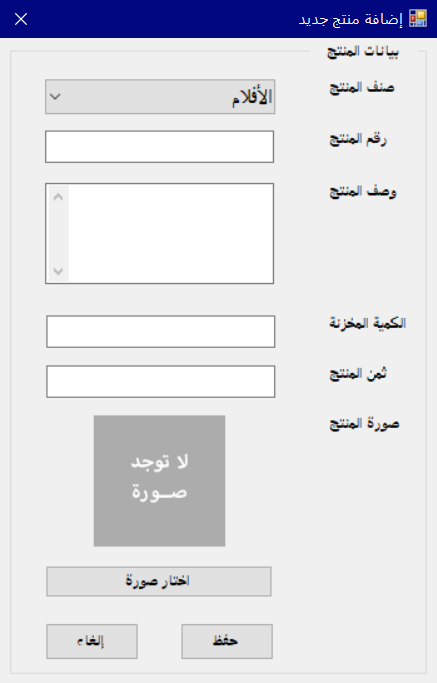 إضافة منتج جديد
بيانات المنتج
صنف المنتج
الأفلام
رقم المنتج
وصف المنتج
الكمية المخزنة
ثمن المنتج
صورة المنتج
لا توجد
صــورة
اختار صورة
حفظ
إلغاء